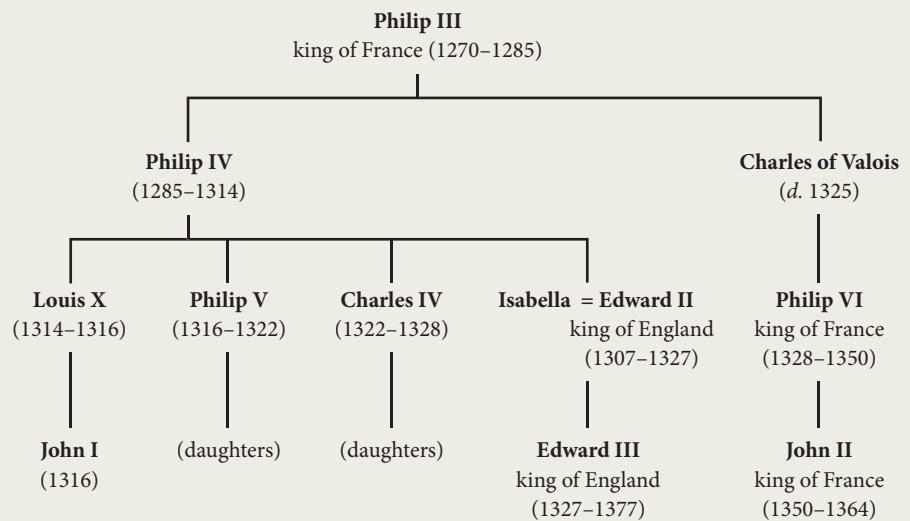 Philip III
king of France (1270–1285)
Philip IV
(1285–1314)
Charles of Valois
(d. 1325)
Louis X
(1314–1316)
Philip V
(1316–1322)
Charles IV
(1322–1328)
Isabella = Edward II
king of England
(1307–1327)
Philip VI
king of France
(1328–1350)
John I
(1316)
(daughters)
(daughters)
Edward III
king of England
(1327–1377)
John II
king of France
(1350–1364)